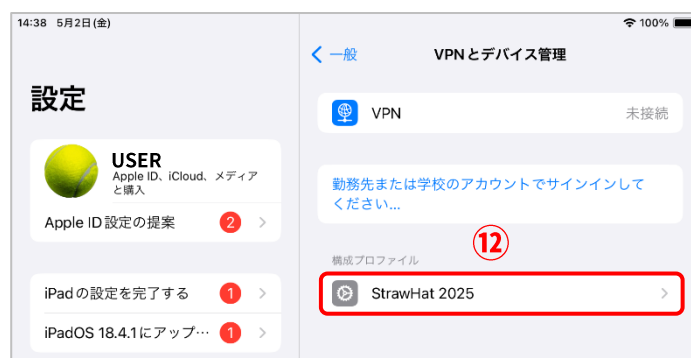 14:38 5月2日(金)
100%
設定
USER
Apple ID、iCloud、メディア
と購入
Apple ID設定の提案 2
iPadの設定を完了する 1
iPadOS 18.4.1にアップ… 1
一般
VPNとデバイス管理
VPN 未接続
勤務先または学校のアカウントでサインインして
ください...
⑫
構成プロファイル
StrawHat 2025